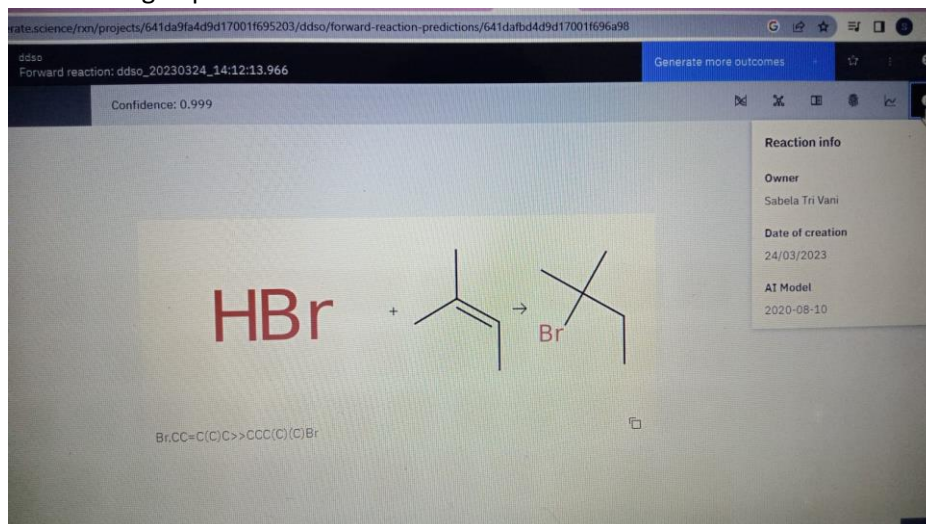 erate.science/rxn/projects/641da9fa4d9d17001f695203/ddso/forward-reaction-predictions/641dafbd4d9d17001f696a98
ddso
Forward reaction: ddso_20230324_14:12:13.966
Generate more outcomes
Confidence: 0.999
Reaction info
Owner
Sabela Tri Vani
Date of creation
24/03/2023
AI Model
2020-08-10
HBr + → Br
Br.CC=C(C)C>>CCC(C)(C)Br